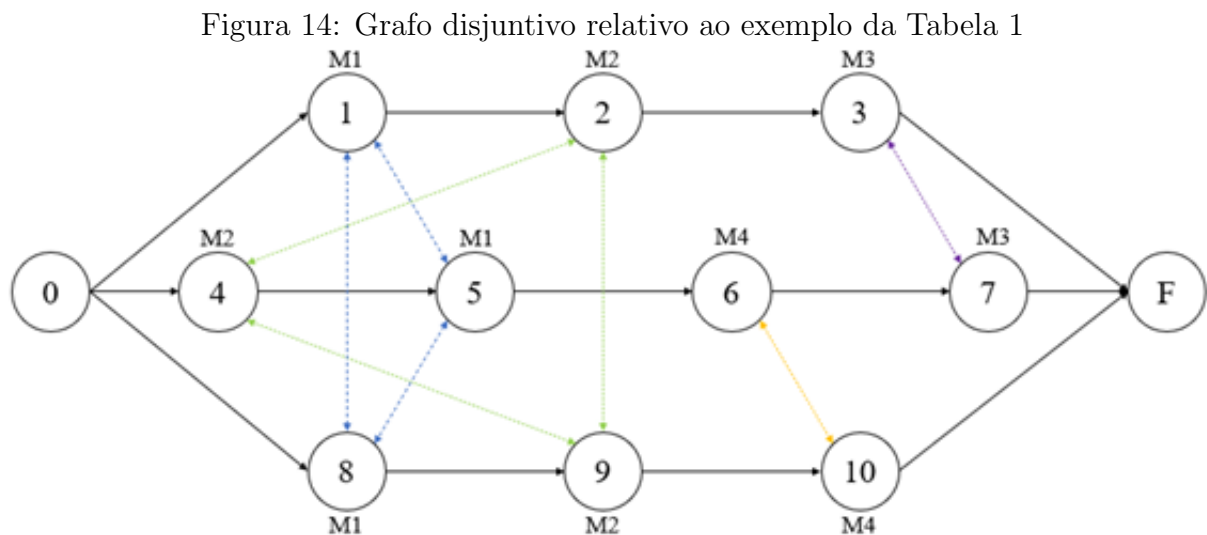 Figura 14: Grafo disjuntivo relativo ao exemplo da Tabela 1
M1 M2 M3
1 2 3
M2 M1 M4 M3
0 4 5 6 7 F
8 9 10
M1 M2 M4